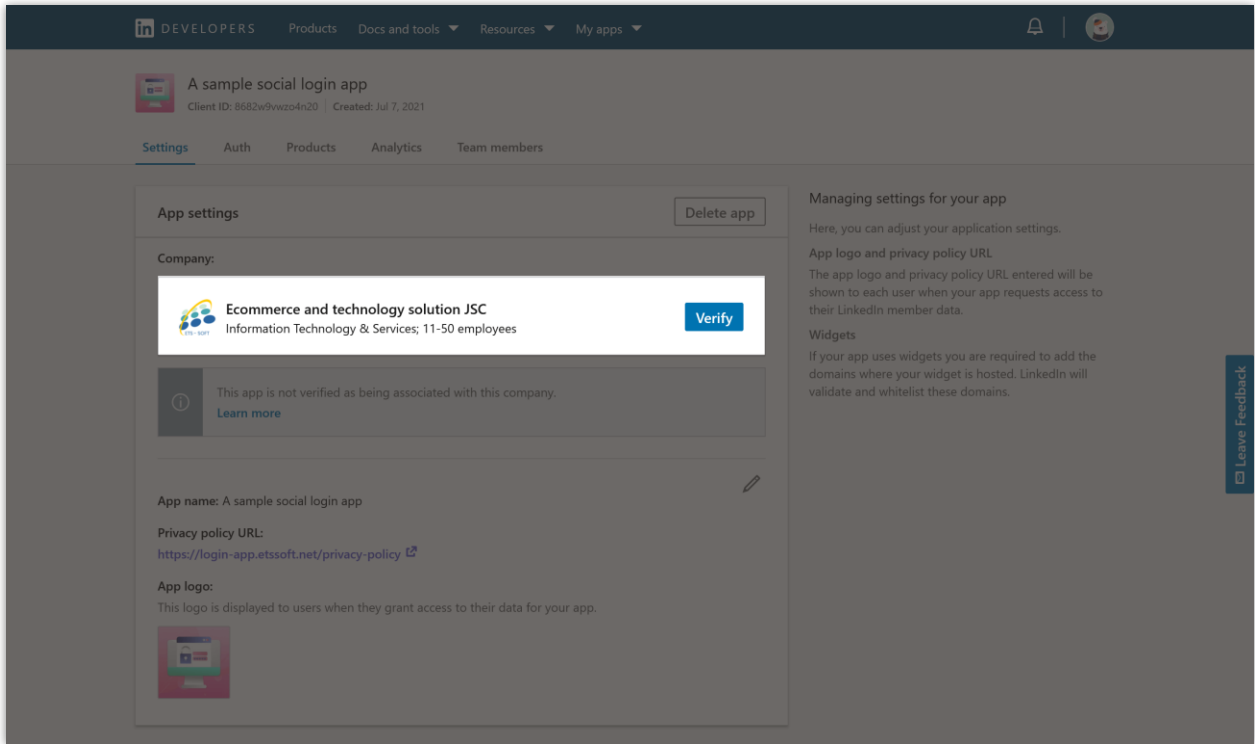 in DEVELOPERS Products Docs and tools Resources My apps
A sample social login app
Client ID: 8682w9vwzo4n20 | Created: Jul 7, 2021
Settings Auth Products Analytics Team members
App settings
Delete app
Company:
Ecommerce and technology solution JSC
Information Technology & Services; 11-50 employees
ETS - SOFT
Verify
This app is not verified as being associated with this company.
Learn more
App name: A sample social login app
Privacy policy URL:
https://login-app.etssoft.net/privacy-policy
App logo:
This logo is displayed to users when they grant access to their data for your app.
Managing settings for your app
Here, you can adjust your application settings.
App logo and privacy policy URL
The app logo and privacy policy URL entered will be
shown to each user when your app requests access to
their LinkedIn member data.
Widgets
If your app uses widgets you are required to add the
domains where your widget is hosted. LinkedIn will
validate and whitelist these domains.
Leave Feedback